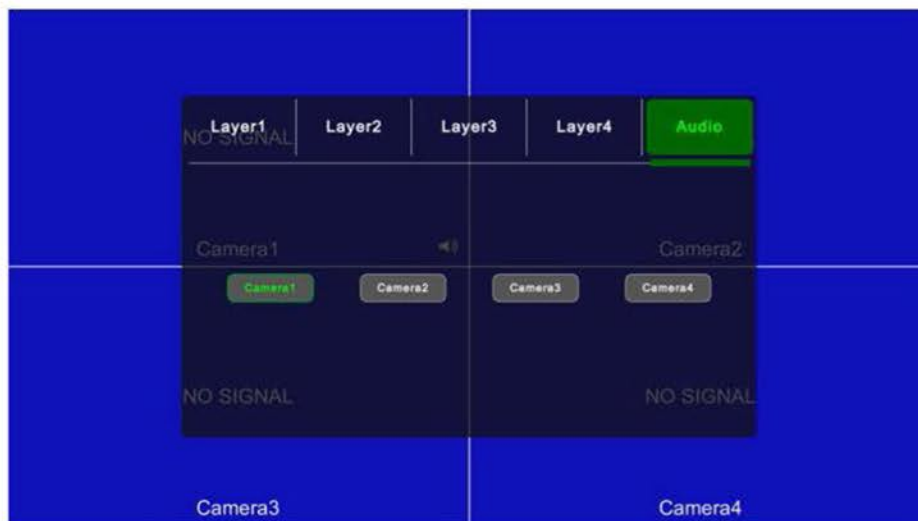 Layer1 Layer2 Layer3 Layer4 Audio
NO SIGNAL
Camera1 Camera2
Camera1 Camera2 Camera3 Camera4
NO SIGNAL NO SIGNAL
Camera3 Camera4